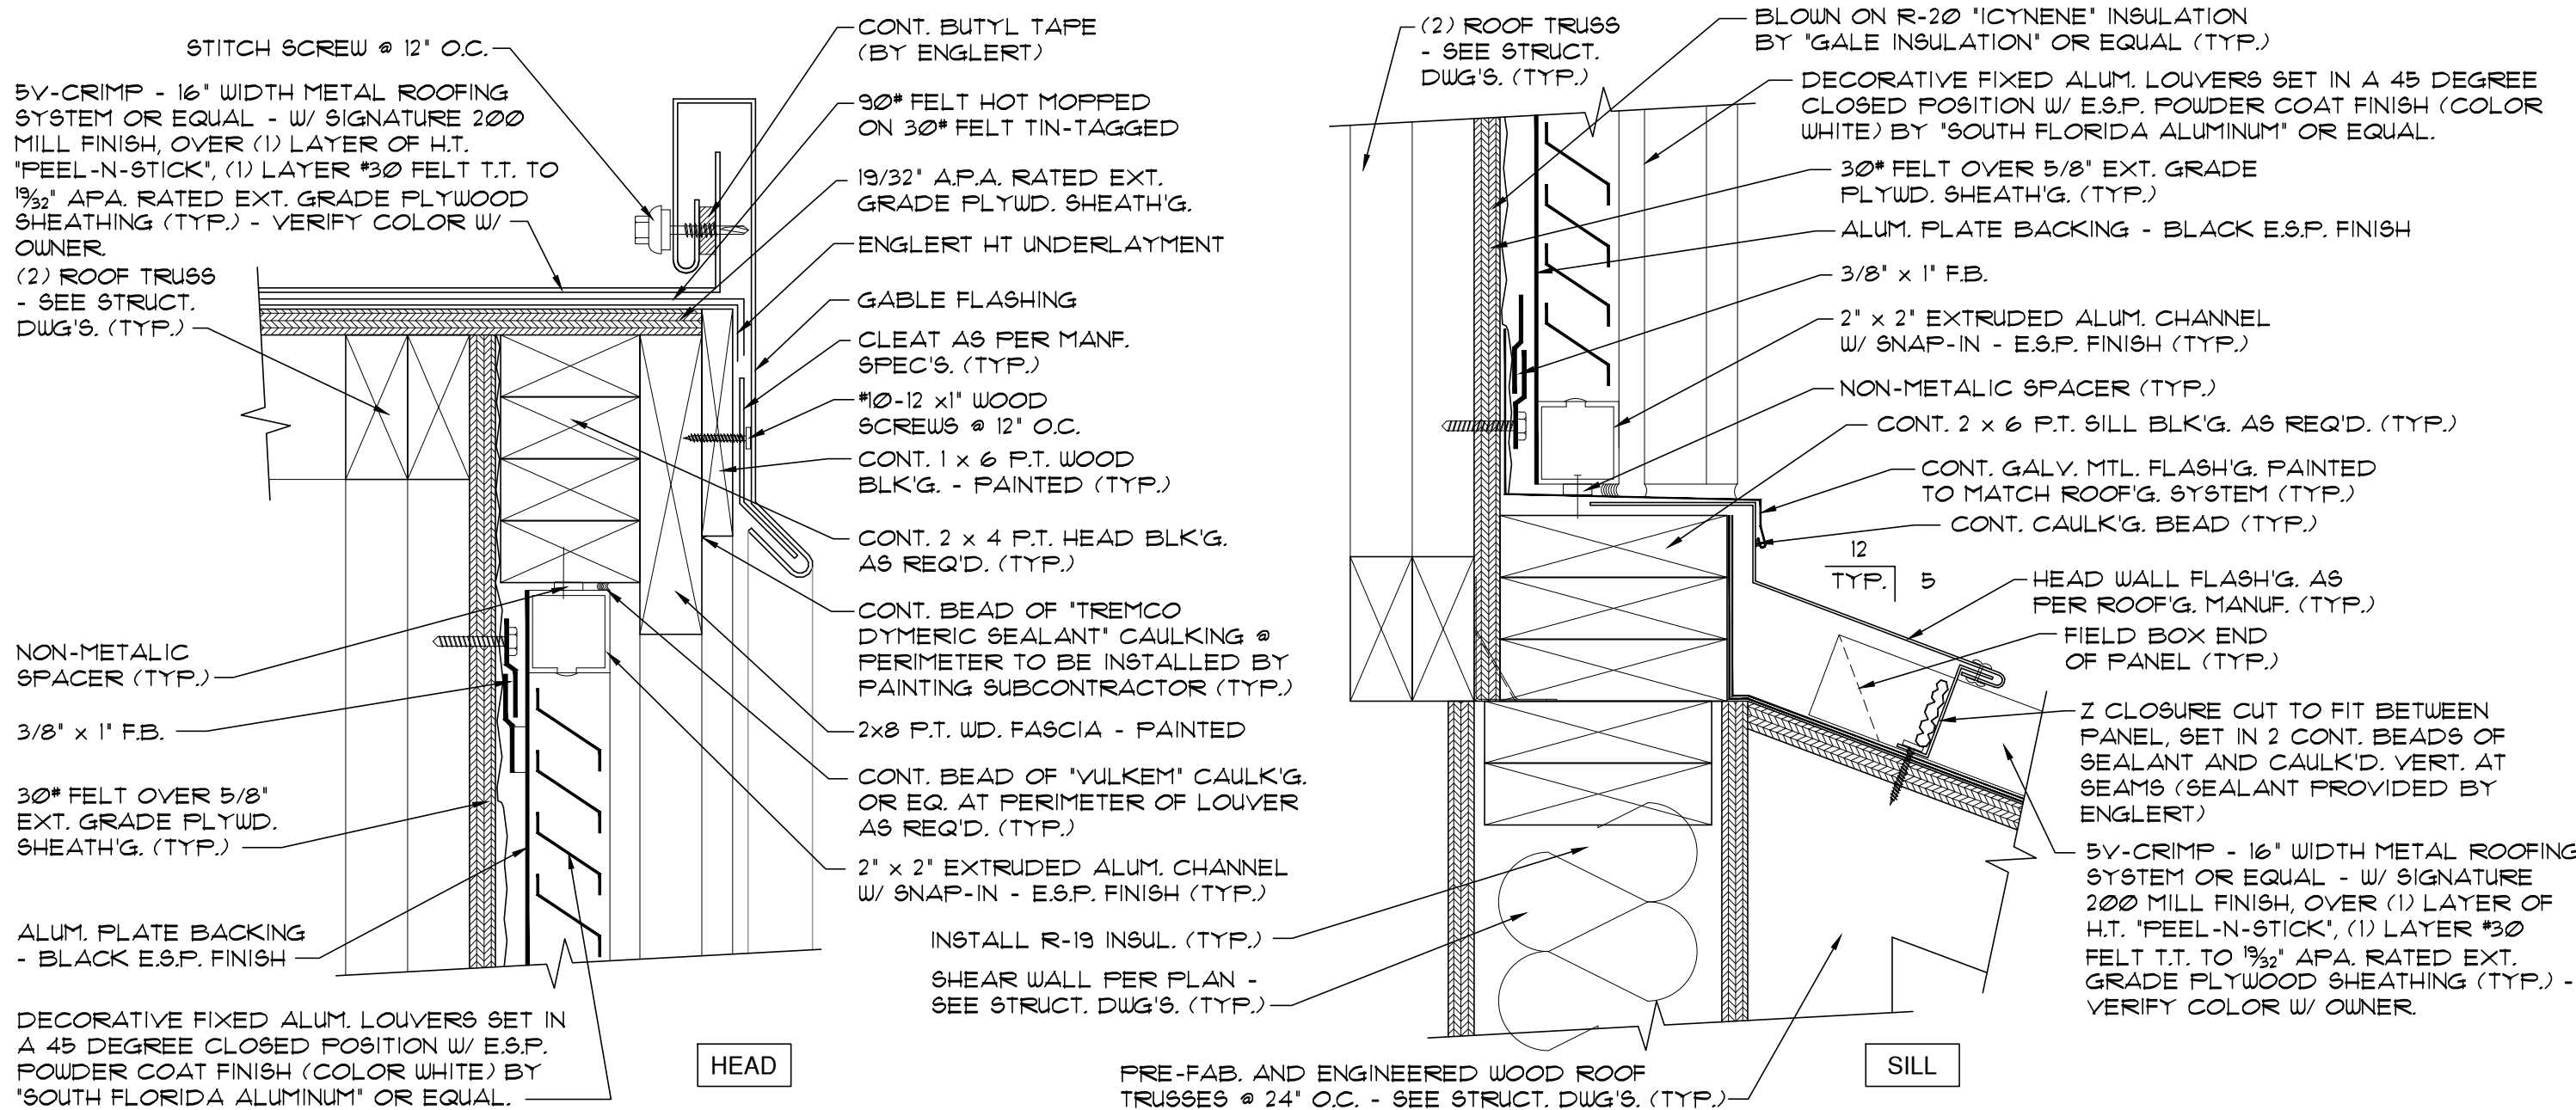 STITCH SCREW @ 12" O.C.
5V-CRIMP - 16" WIDTH METAL ROOFING
SYSTEM OR EQUAL - W/ SIGNATURE 200
MILL FINISH, OVER (1) LAYER OF H.T.
"PEEL-N-STICK", (1) LAYER #30 FELT T.T. TO
19/32" APA. RATED EXT. GRADE PLYWOOD
SHEATHING (TYP.) - VERIFY COLOR W/
OWNER.
(2) ROOF TRUSS
- SEE STRUCT.
DWG'S. (TYP.)
NON-METALIC
SPACER (TYP.)
3/8" x 1" F.B.
30# FELT OVER 5/8"
EXT. GRADE PLYWD.
SHEATH'G. (TYP.)
ALUM. PLATE BACKING
- BLACK E.S.P. FINISH
DECORATIVE FIXED ALUM. LOUVERS SET IN
A 45 DEGREE CLOSED POSITION W/ E.S.P.
POWDER COAT FINISH (COLOR WHITE) BY
"SOUTH FLORIDA ALUMINUM" OR EQUAL.
CONT. BUTYL TAPE
(BY ENGLERT)
90# FELT HOT MOPPED
ON 30# FELT TIN-TAGGED
19/32" A.P.A. RATED EXT.
GRADE PLYWD. SHEATH'G.
ENGLERT HT UNDERLAYMENT
GABLE FLASHING
CLEAT AS PER MANF.
SPEC'S. (TYP.)
#10-12 x1" WOOD
SCREWS @ 12" O.C.
CONT. 1 x 6 P.T. WOOD
BLK'G. - PAINTED (TYP.)
CONT. 2 x 4 P.T. HEAD BLK'G.
AS REQ'D. (TYP.)
CONT. BEAD OF "TREMCO
DYMERIC SEALANT" CAULKING @
PERIMETER TO BE INSTALLED BY
PAINTING SUBCONTRACTOR (TYP.)
2x8 P.T. WD. FASCIA - PAINTED
CONT. BEAD OF "VULKEM" CAULK'G.
OR EQ. AT PERIMETER OF LOUVER
AS REQ'D. (TYP.)
2" x 2" EXTRUDED ALUM. CHANNEL
W/ SNAP-IN - E.S.P. FINISH (TYP.)
INSTALL R-19 INSUL. (TYP.)
SHEAR WALL PER PLAN -
SEE STRUCT. DWG'S. (TYP.)
HEAD
PRE-FAB. AND ENGINEERED WOOD ROOF
TRUSSES @ 24" O.C. - SEE STRUCT. DWG'S. (TYP.)
(2) ROOF TRUSS
- SEE STRUCT.
DWG'S. (TYP.)
BLOWN ON R-20 "ICYNENE" INSULATION
BY "GALE INSULATION" OR EQUAL (TYP.)
DECORATIVE FIXED ALUM. LOUVERS SET IN A 45 DEGREE
CLOSED POSITION W/ E.S.P. POWDER COAT FINISH (COLOR
WHITE) BY "SOUTH FLORIDA ALUMINUM" OR EQUAL.
30# FELT OVER 5/8" EXT. GRADE
PLYWD. SHEATH'G. (TYP.)
ALUM. PLATE BACKING - BLACK E.S.P. FINISH
3/8" x 1" F.B.
2" x 2" EXTRUDED ALUM. CHANNEL
W/ SNAP-IN - E.S.P. FINISH (TYP.)
NON-METALIC SPACER (TYP.)
CONT. 2 x 6 P.T. SILL BLK'G. AS REQ'D. (TYP.)
CONT. GALV. MTL. FLASH'G. PAINTED
TO MATCH ROOF'G. SYSTEM (TYP.)
CONT. CAULK'G. BEAD (TYP.)
12
TYP. 5
HEAD WALL FLASH'G. AS
PER ROOF'G. MANUF. (TYP.)
FIELD BOX END
OF PANEL (TYP.)
Z CLOSURE CUT TO FIT BETWEEN
PANEL, SET IN 2 CONT. BEADS OF
SEALANT AND CAULK'D. VERT. AT
SEAMS (SEALANT PROVIDED BY
ENGLERT)
5V-CRIMP - 16" WIDTH METAL ROOFING
SYSTEM OR EQUAL - W/ SIGNATURE
200 MILL FINISH, OVER (1) LAYER OF
H.T. "PEEL-N-STICK", (1) LAYER #30
FELT T.T. TO 19/32" APA. RATED EXT.
GRADE PLYWOOD SHEATHING (TYP.) -
VERIFY COLOR W/ OWNER.
SILL